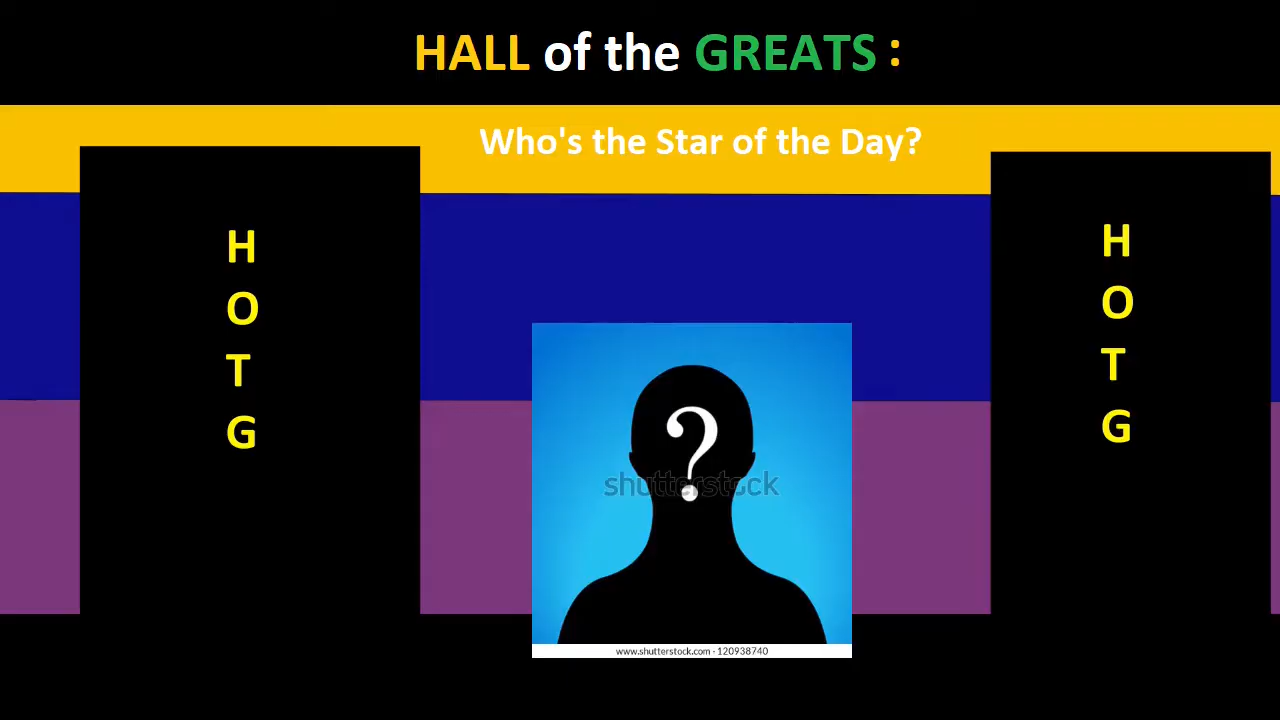 HALL of the GREATS :
Who's the Star of the Day?
H
O
T
G
H
O
T
G
?
shutterstock
www.shutterstock.com · 120938740